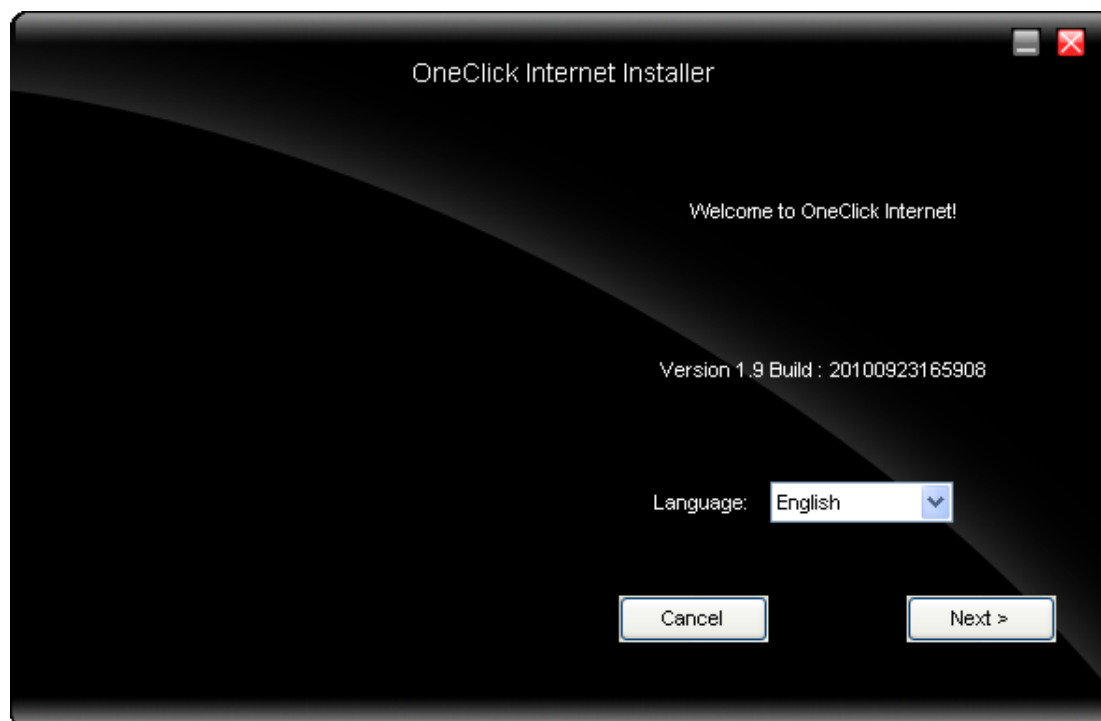 OneClick Internet Installer
Welcome to OneClick Internet!
Version 1.9 Build : 20100923165908
Language: English
Cancel Next >